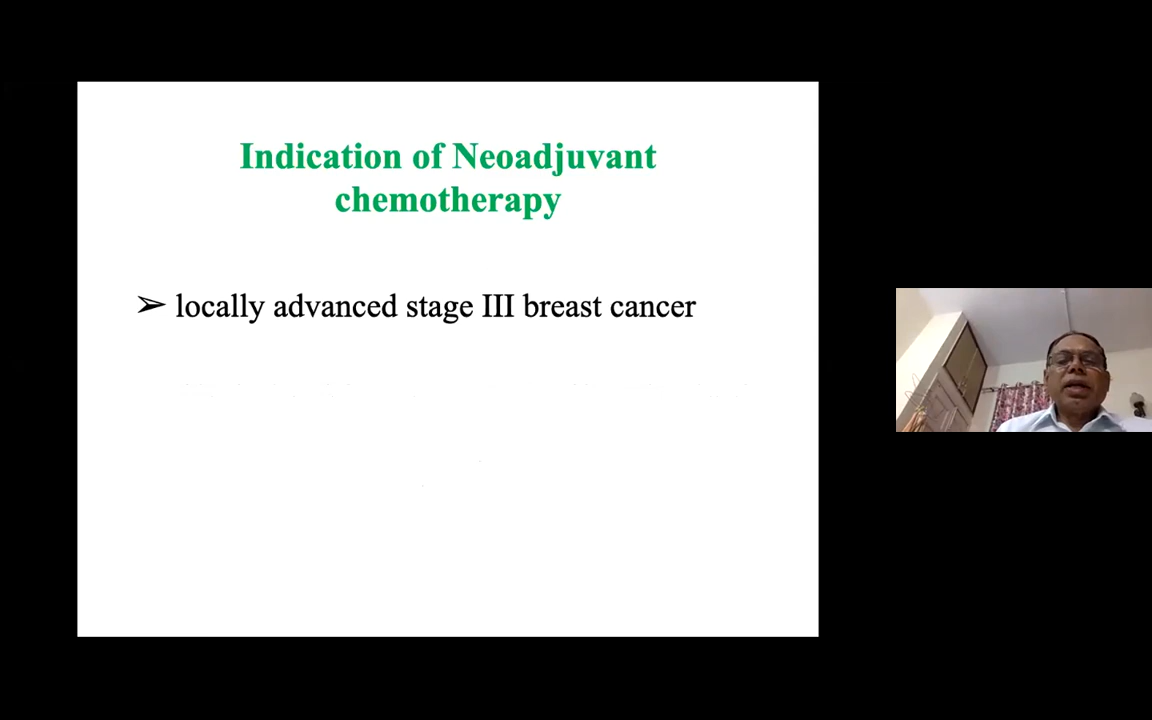 Indication of Neoadjuvant
chemotherapy
➢ locally advanced stage III breast cancer